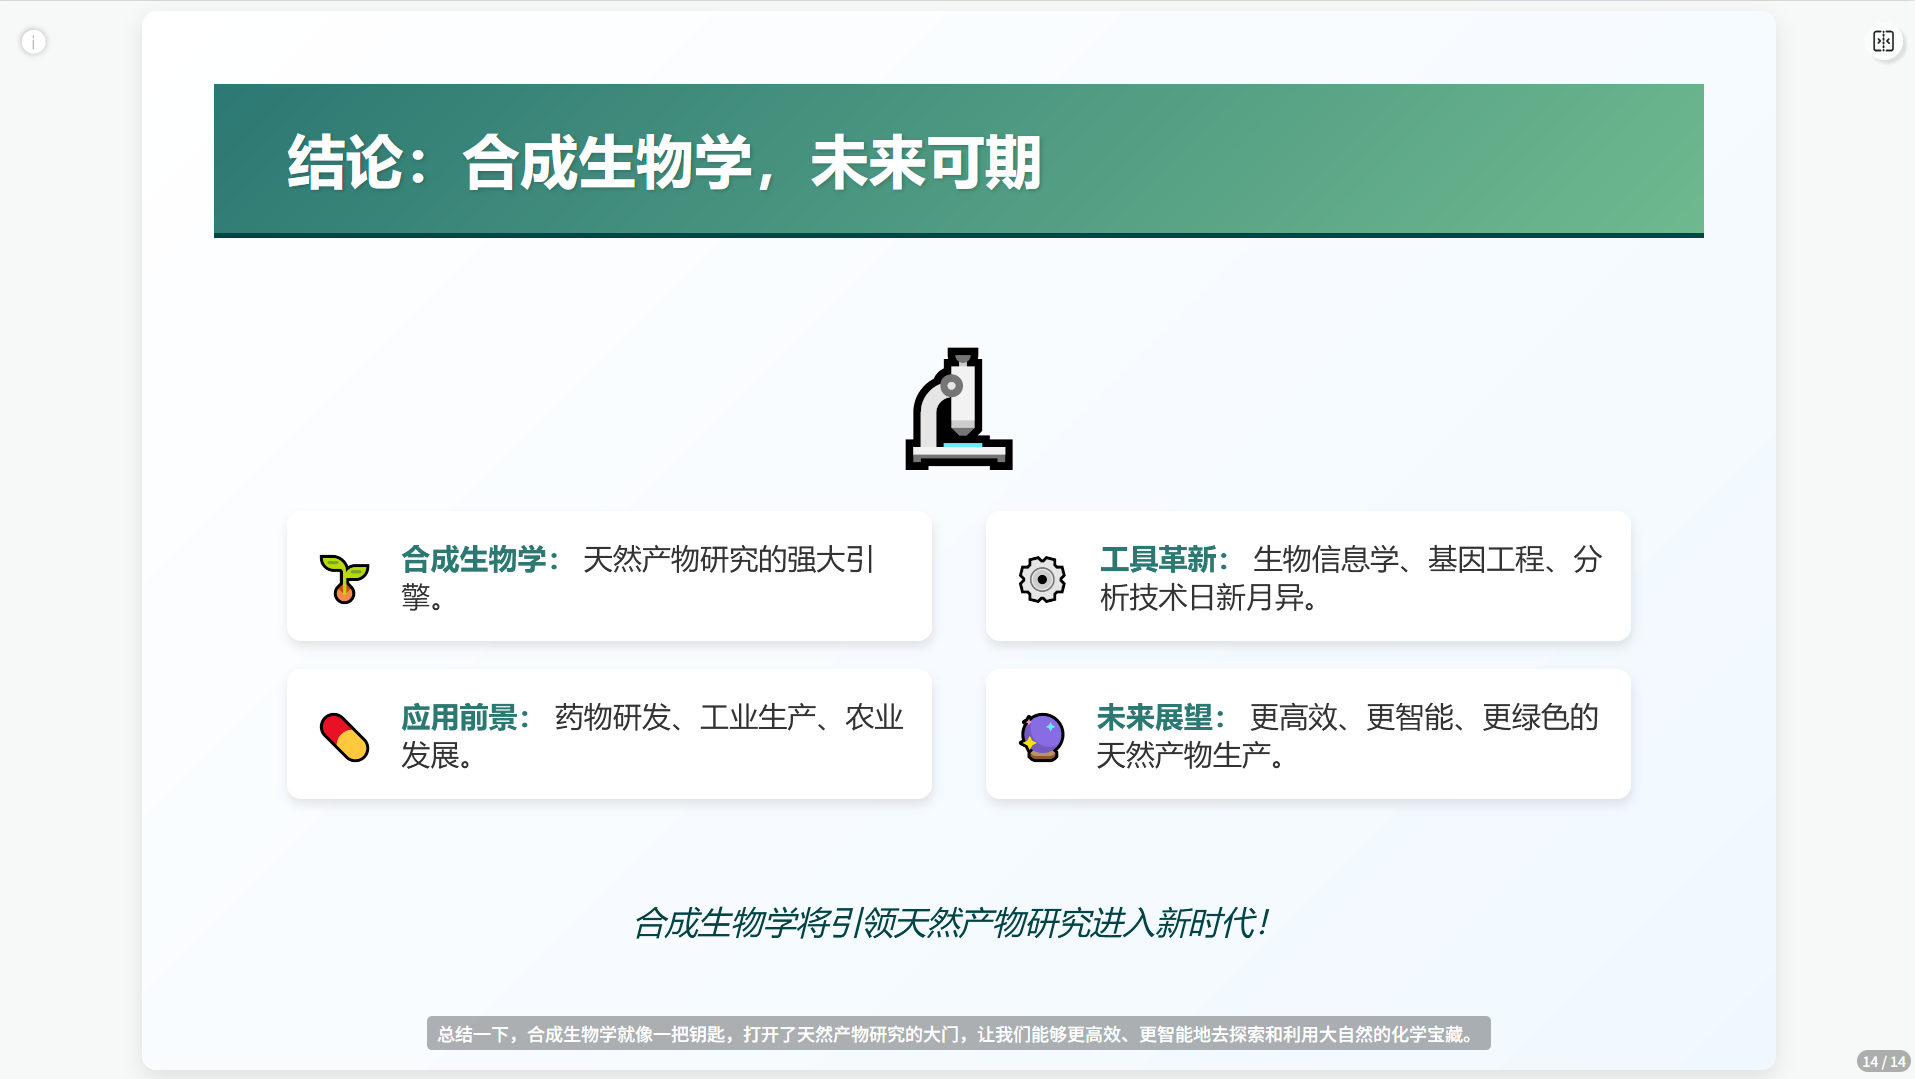 结论：合成生物学，未来可期
合成生物学： 天然产物研究的强大引
擎。
工具革新： 生物信息学、基因工程、分
析技术日新月异。
应用前景： 药物研发、工业生产、农业
发展。
未来展望： 更高效、更智能、更绿色的
天然产物生产。
合成生物学将引领天然产物研究进入新时代！
总结一下，合成生物学就像一把钥匙，打开了天然产物研究的大门，让我们能够更高效、更智能地去探索和利用大自然的化学宝藏。
14 / 14